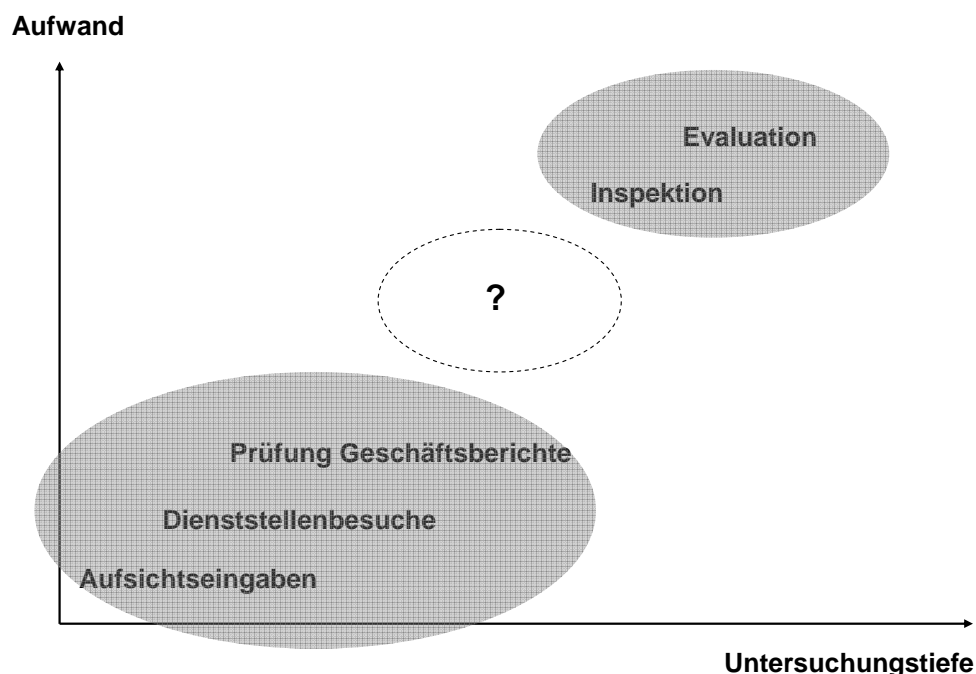 Aufwand
Evaluation
Inspektion
?
Prüfung Geschäftsberichte
Dienststellenbesuche
Aufsichtseingaben
Untersuchungstiefe